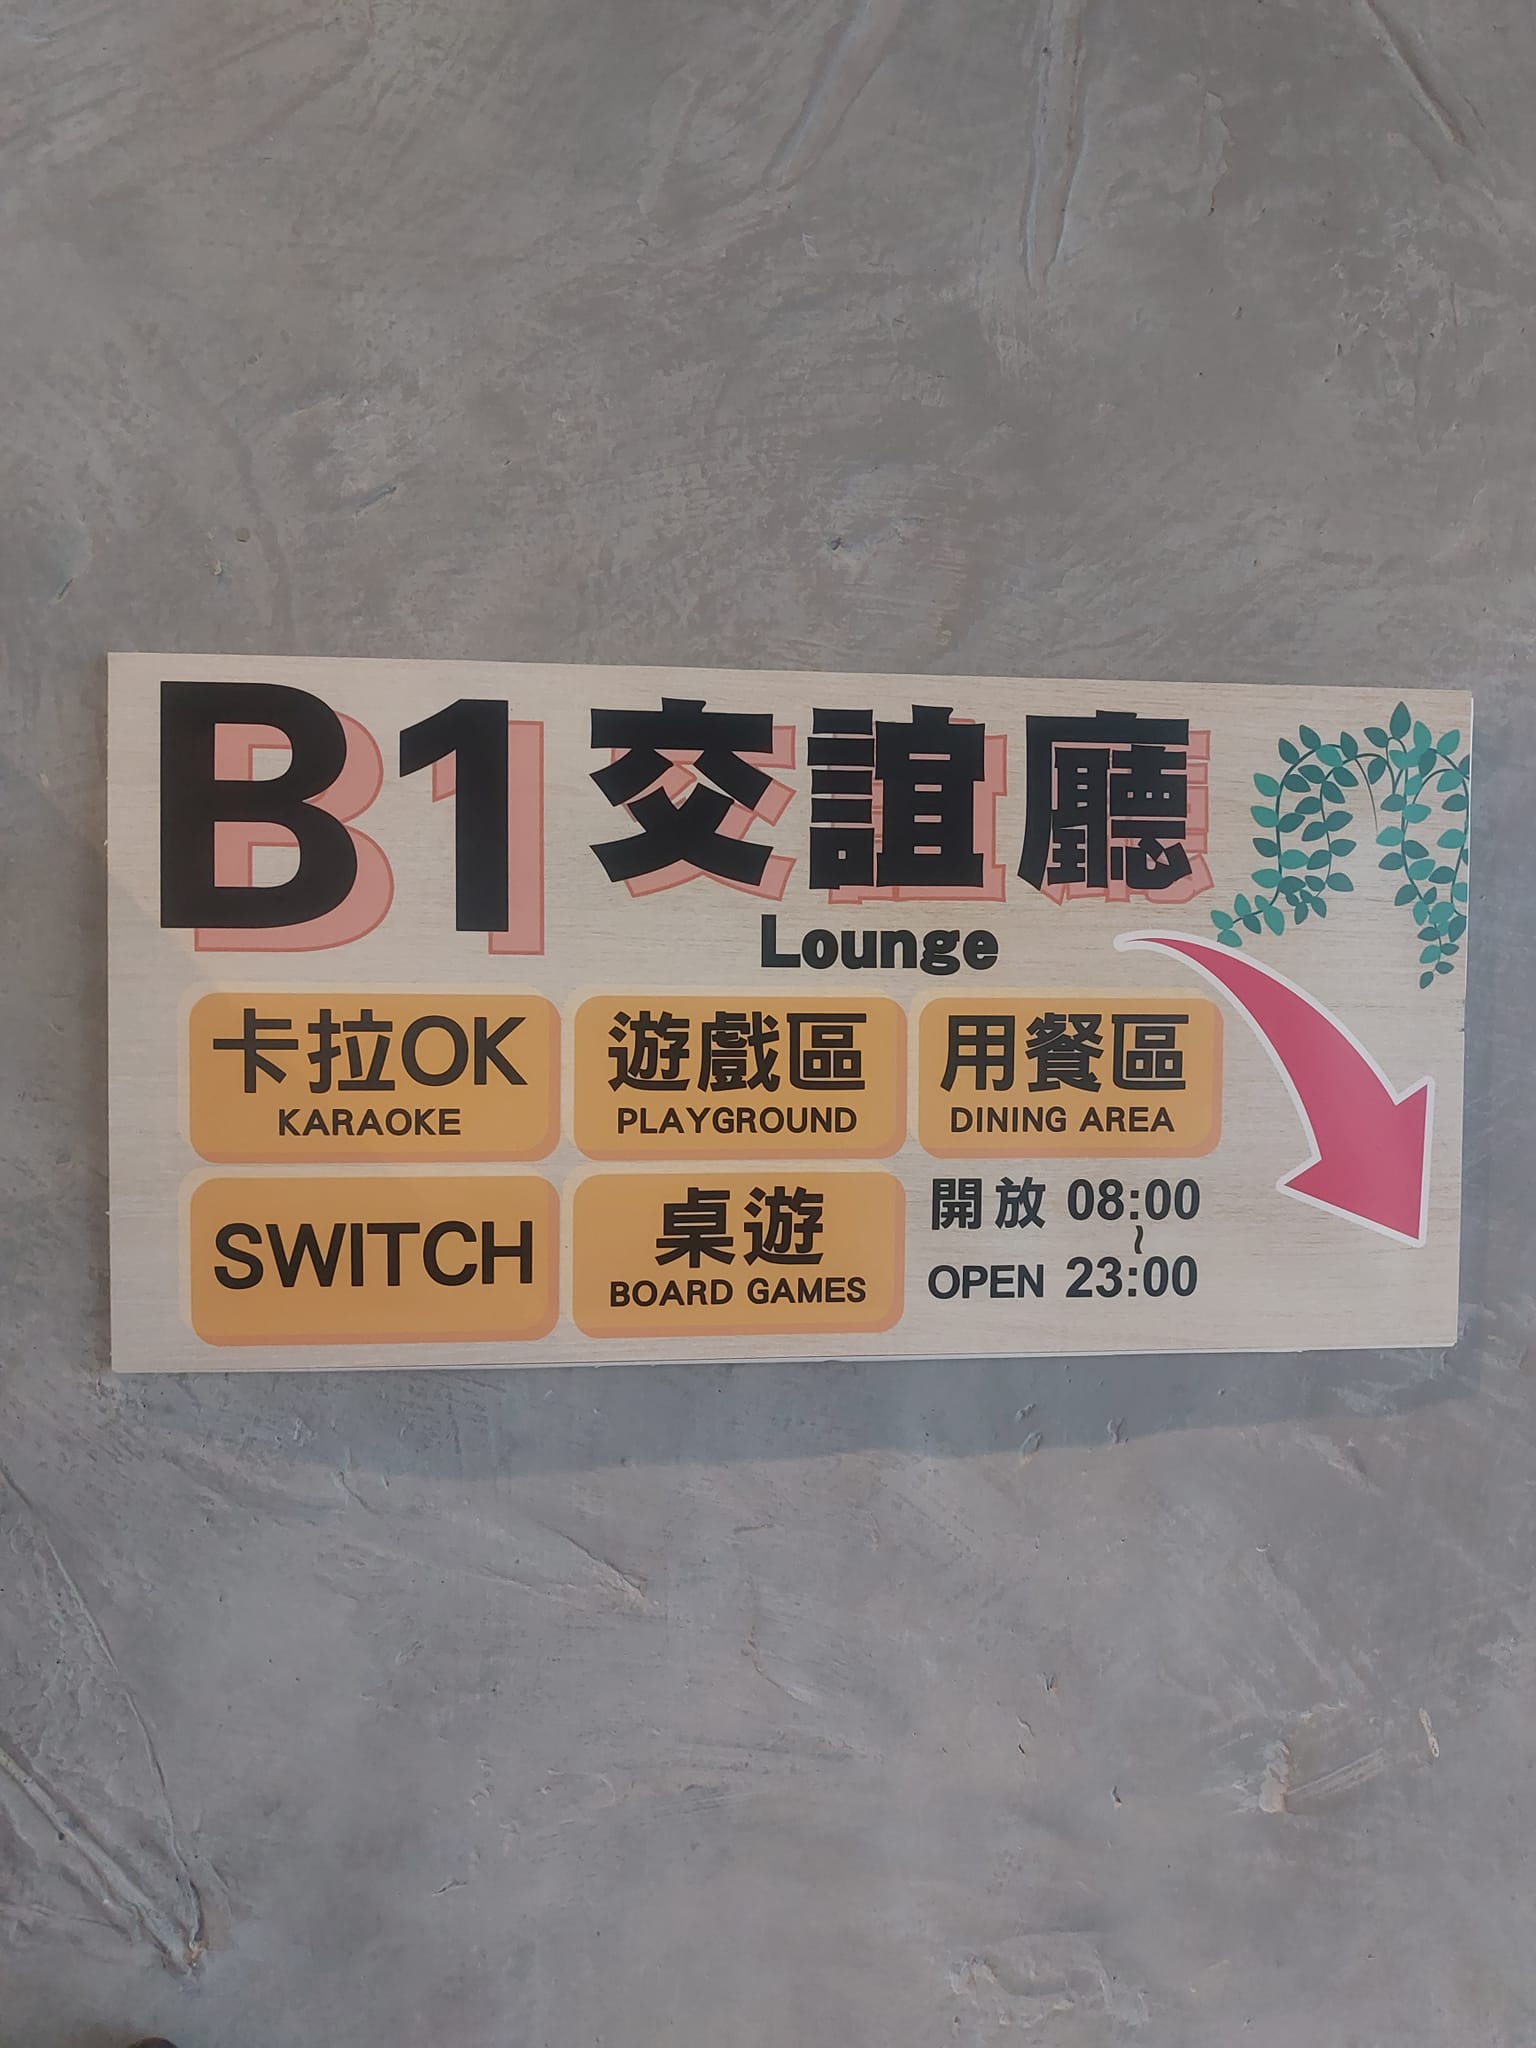 B1 交誼廳
Lounge
卡拉OK
KARAOKE
遊戲區
PLAYGROUND
用餐區
DINING AREA
SWITCH
桌遊
BOARD GAMES
開放 08:00
~
OPEN 23:00